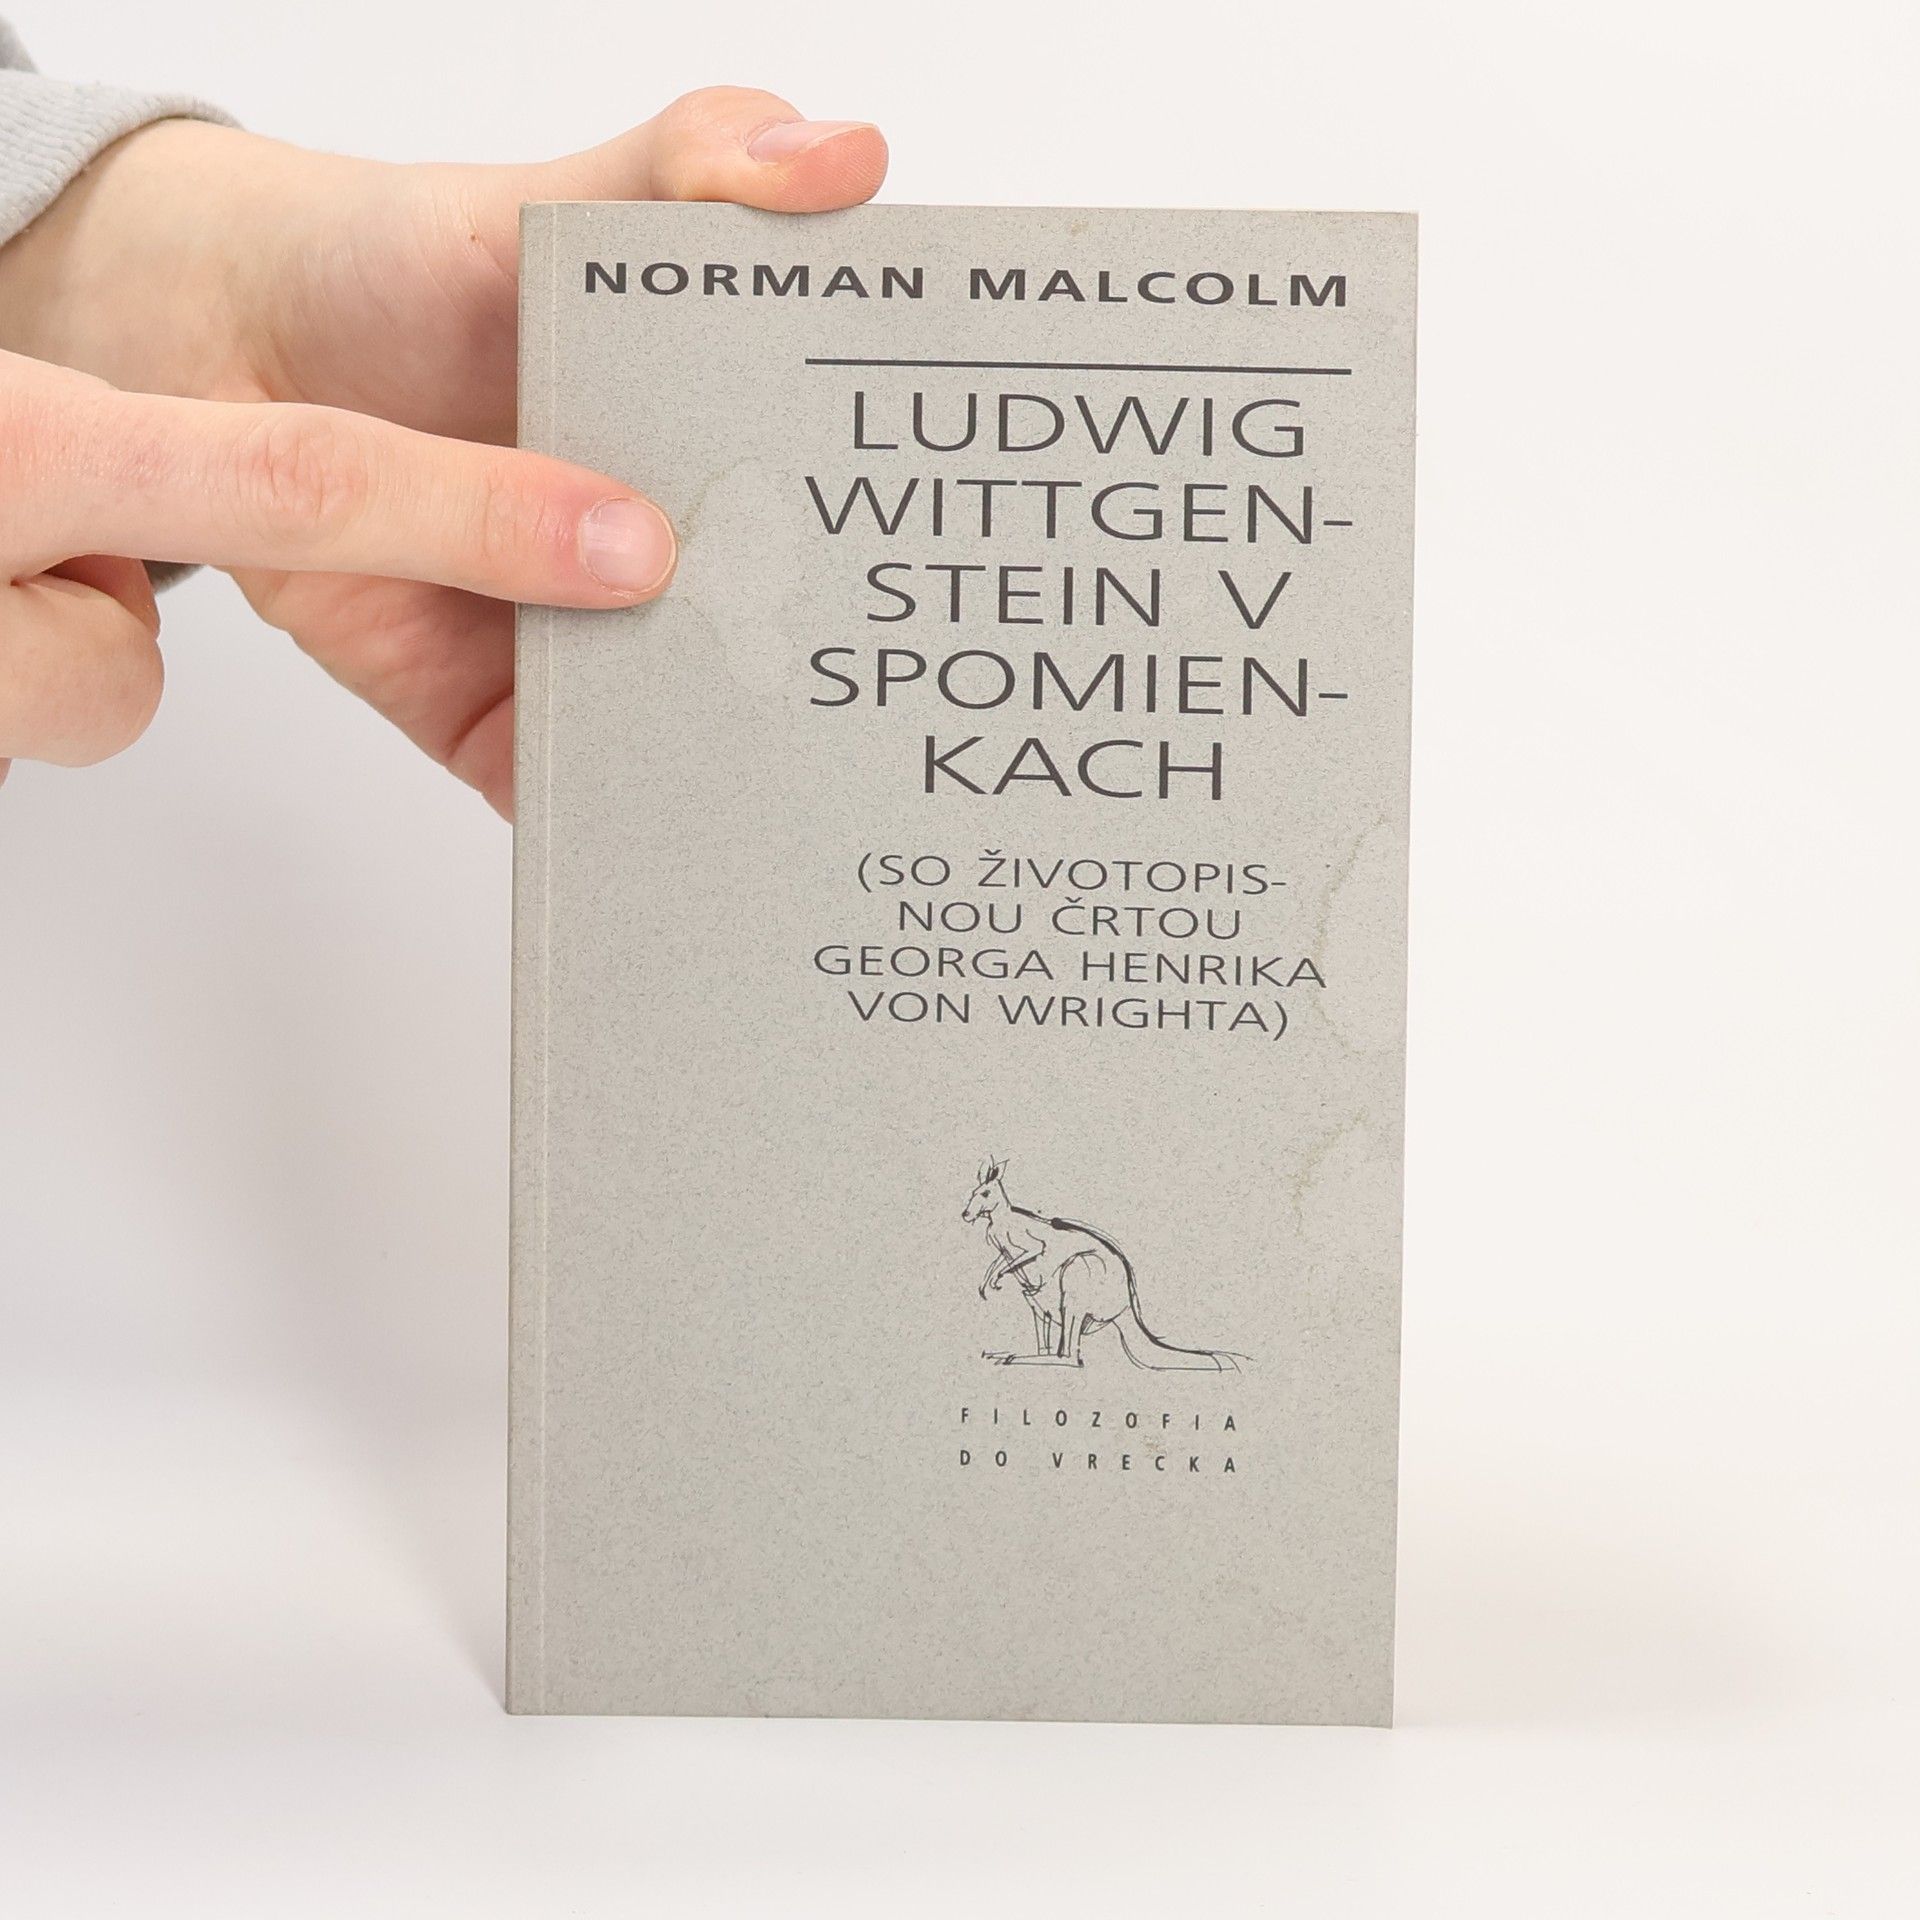 NORMAN MALCOLM
LUDWIG
WITTGEN-
STEIN V
SPOMIEN-
KACH
(SO ŽIVOTOPIS-
NOU ČRTOU
GEORGA HENRIKA
VON WRIGHTA)
FILOZOFIA
DO VRECKA